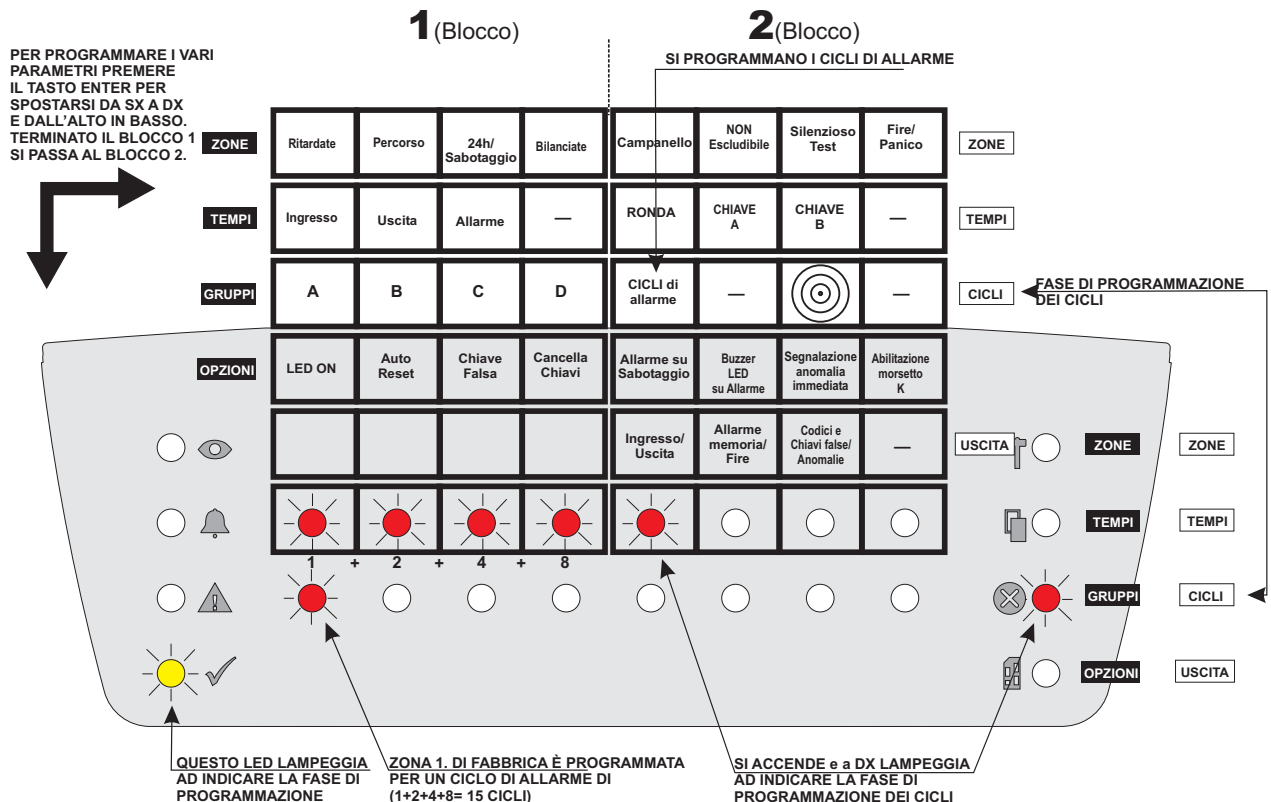 1(Blocco)
2(Blocco)
PER PROGRAMMARE I VARI
PARAMETRI PREMERE
IL TASTO ENTER PER
SPOSTARSI DA SX A DX
E DALL'ALTO IN BASSO.
TERMINATO IL BLOCCO 1
SI PASSA AL BLOCCO 2.
SI PROGRAMMANO I CICLI DI ALLARME
ZONE
Ritardate
Percorso
24h/
Sabotaggio
Bilanciate
Campanello
NON
Escludibile
Silenzioso
Test
Fire/
Panico
ZONE
TEMPI
Ingresso
Uscita
Allarme
—
RONDA
CHIAVE
A
CHIAVE
B
—
TEMPI
GRUPPI
A
B
C
D
CICLI di
allarme
—
—
CICLI
FASE DI PROGRAMMAZIONE
DEI CICLI
OPZIONI
LED ON
Auto
Reset
Chiave
Falsa
Cancella
Chiavi
Allarme su
Sabotaggio
Buzzer
LED
su Allarme
Segnalazione
anomalia
immediata
Abilitazione
morsetto
K
Ingresso/
Uscita
Allarme
memoria/
Fire
Codici e
Chiavi false/
Anomalie
—
USCITA
ZONE
ZONE
TEMPI
TEMPI
1 + 2 + 4 + 8
GRUPPI
CICLI
OPZIONI
USCITA
QUESTO LED LAMPEGGIA
AD INDICARE LA FASE DI
PROGRAMMAZIONE
ZONA 1. DI FABBRICA È PROGRAMMATA
PER UN CICLO DI ALLARME DI
(1+2+4+8= 15 CICLI)
SI ACCENDE e a DX LAMPEGGIA
AD INDICARE LA FASE DI
PROGRAMMAZIONE DEI CICLI